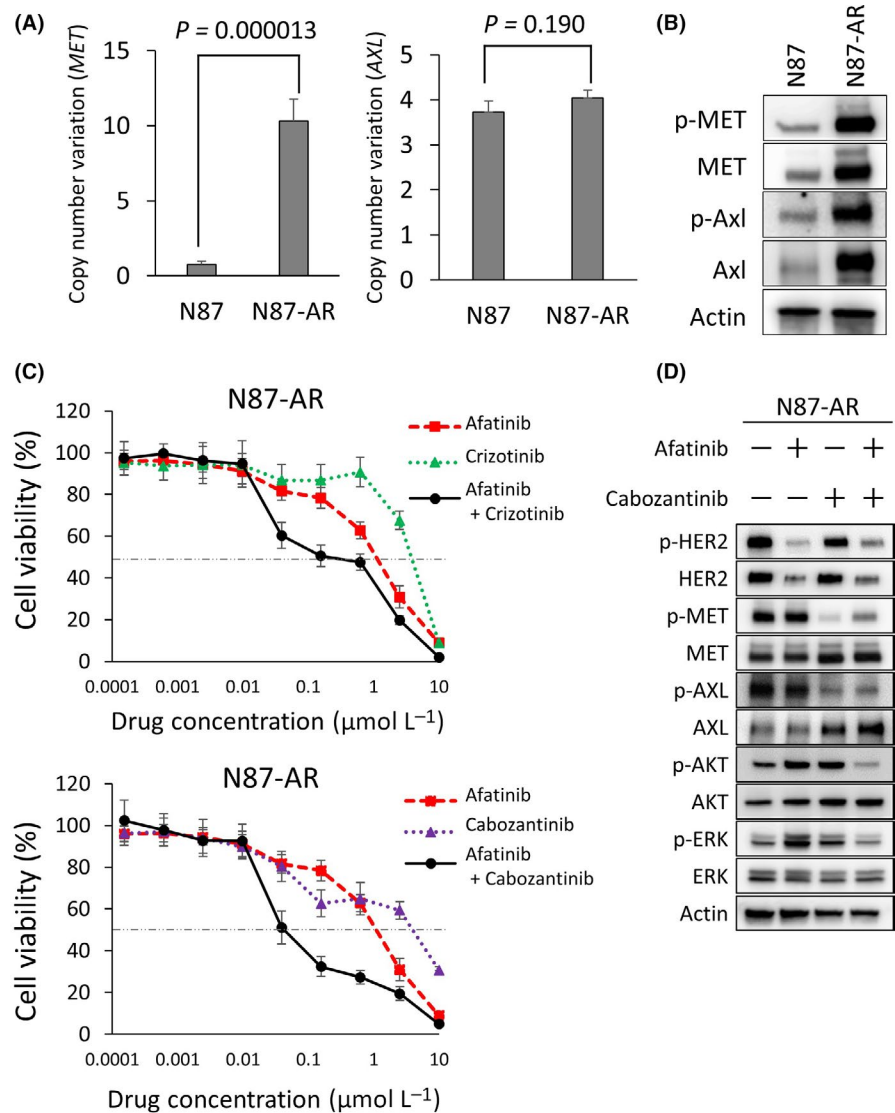 (A)
P = 0.000013
Copy number variation (MET)
15
10
5
0
N87
N87-AR
P = 0.190
Copy number variation (AXL)
5
4
3
2
1
0
N87
N87-AR
(B)
N87
N87-AR
p-MET
MET
p-Axl
Axl
Actin
(C)
N87-AR
Cell viability (%)
120
100
80
60
40
20
0
0.0001 0.001 0.01 0.1 1 10
Drug concentration (µmol L⁻¹)
Afatinib
Crizotinib
Afatinib
+ Crizotinib
N87-AR
Cell viability (%)
120
100
80
60
40
20
0
0.0001 0.001 0.01 0.1 1 10
Drug concentration (µmol L⁻¹)
Afatinib
Cabozantinib
Afatinib
+ Cabozantinib
(D)
N87-AR
Afatinib − + − +
Cabozantinib − − + +
p-HER2
HER2
p-MET
MET
p-AXL
AXL
p-AKT
AKT
p-ERK
ERK
Actin